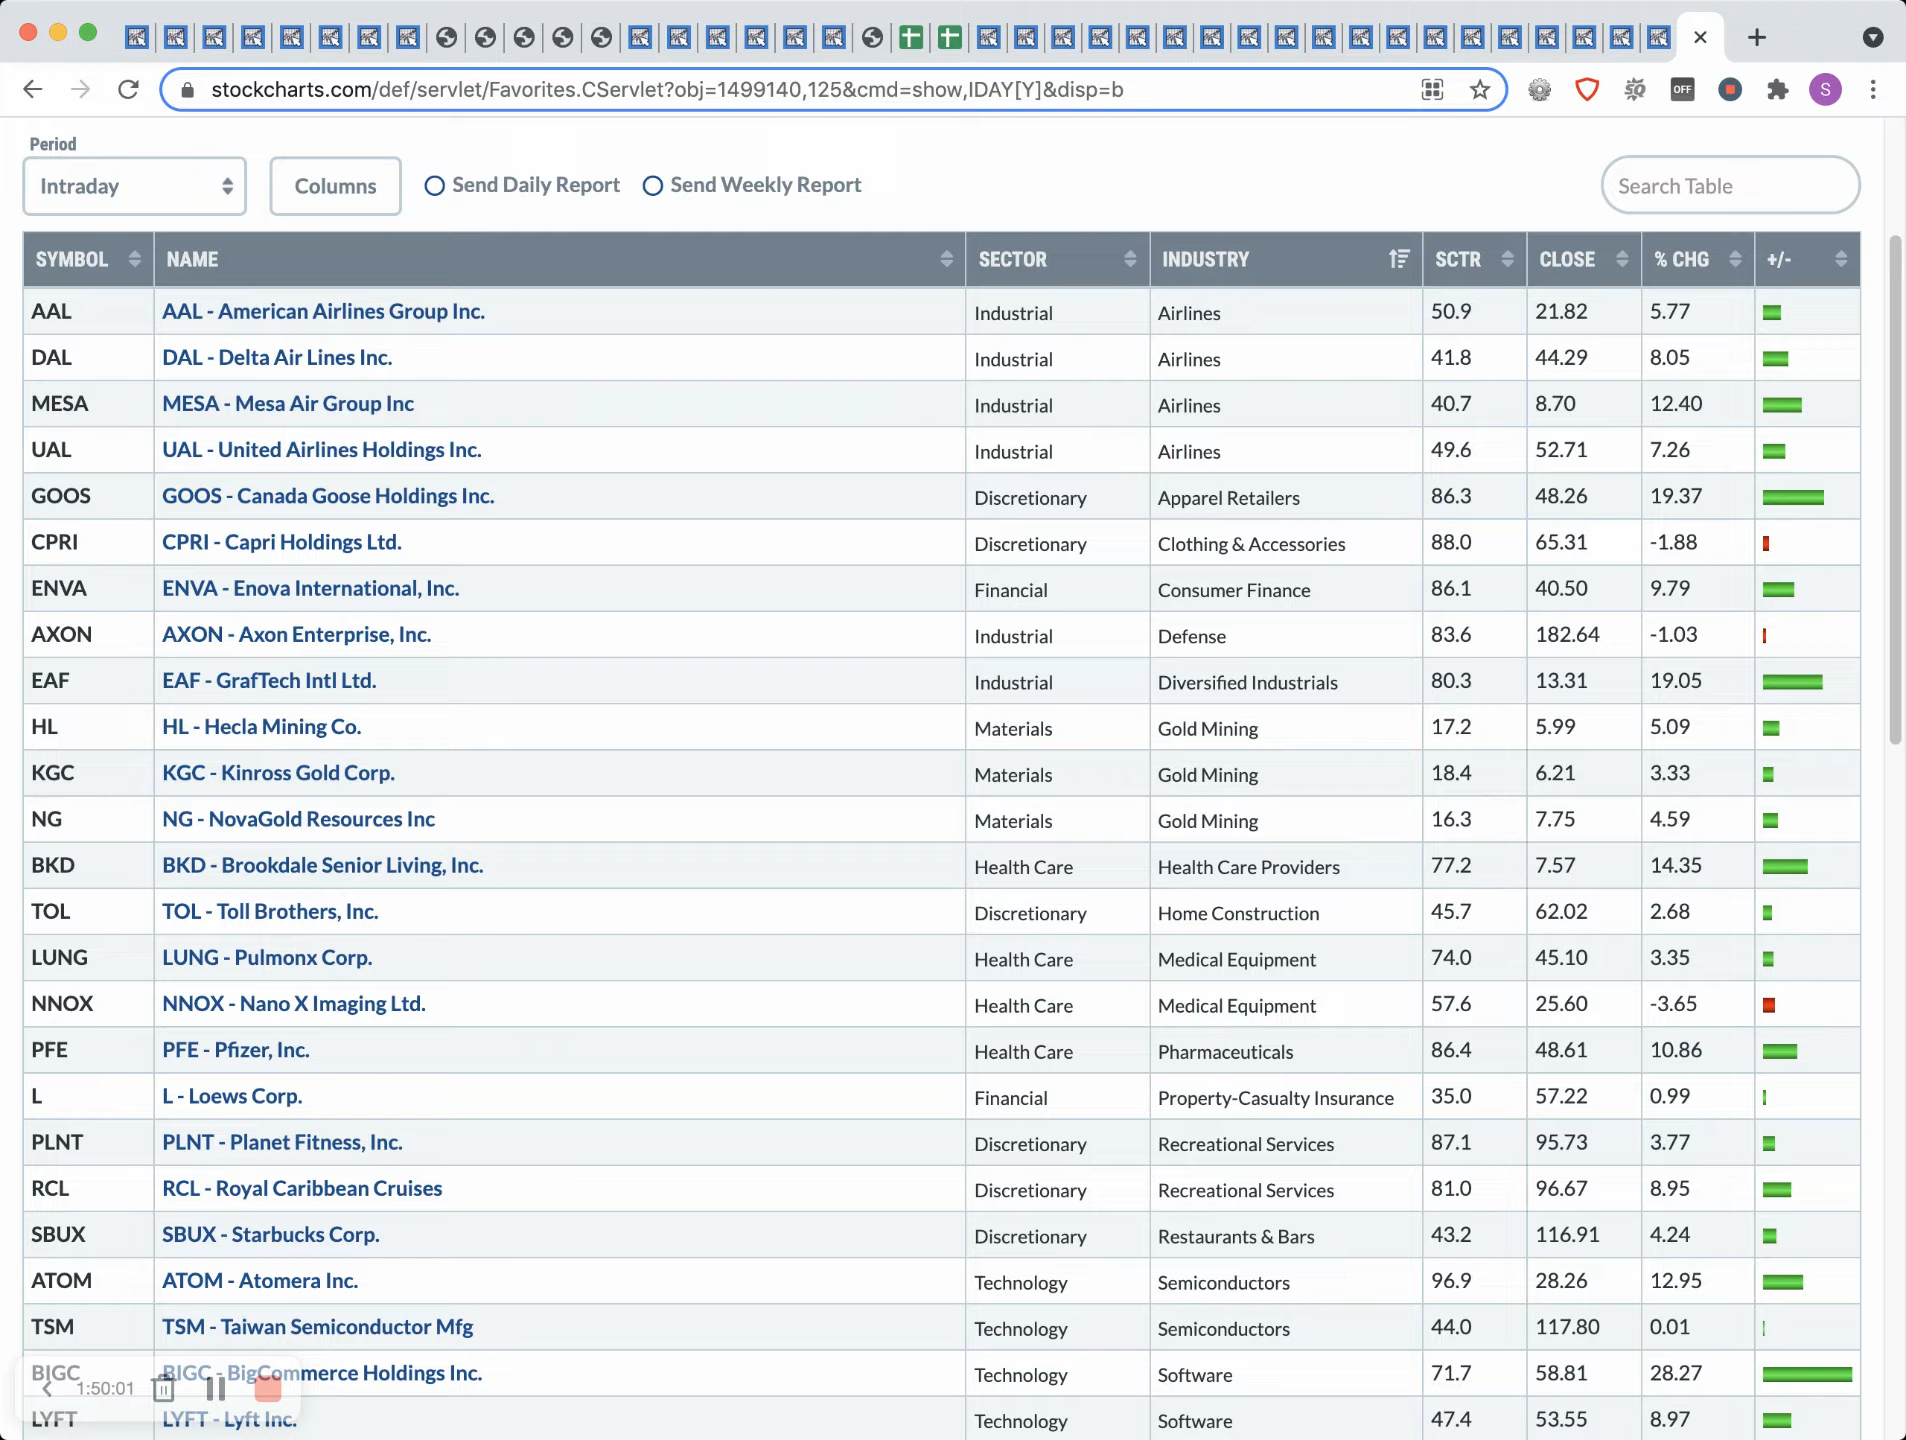 stockcharts.com/def/servlet/Favorites.CServlet?obj=1499140,125&cmd=show,IDAY[Y]&disp=b
OFF
S
Period
Intraday Columns Send Daily Report Send Weekly Report Search Table
SYMBOL NAME SECTOR INDUSTRY SCTR CLOSE % CHG +/-
AAL AAL - American Airlines Group Inc. Industrial Airlines 50.9 21.82 5.77
DAL DAL - Delta Air Lines Inc. Industrial Airlines 41.8 44.29 8.05
MESA MESA - Mesa Air Group Inc Industrial Airlines 40.7 8.70 12.40
UAL UAL - United Airlines Holdings Inc. Industrial Airlines 49.6 52.71 7.26
GOOS GOOS - Canada Goose Holdings Inc. Discretionary Apparel Retailers 86.3 48.26 19.37
CPRI CPRI - Capri Holdings Ltd. Discretionary Clothing & Accessories 88.0 65.31 -1.88
ENVA ENVA - Enova International, Inc. Financial Consumer Finance 86.1 40.50 9.79
AXON AXON - Axon Enterprise, Inc. Industrial Defense 83.6 182.64 -1.03
EAF EAF - GrafTech Intl Ltd. Industrial Diversified Industrials 80.3 13.31 19.05
HL HL - Hecla Mining Co. Materials Gold Mining 17.2 5.99 5.09
KGC KGC - Kinross Gold Corp. Materials Gold Mining 18.4 6.21 3.33
NG NG - NovaGold Resources Inc Materials Gold Mining 16.3 7.75 4.59
BKD BKD - Brookdale Senior Living, Inc. Health Care Health Care Providers 77.2 7.57 14.35
TOL TOL - Toll Brothers, Inc. Discretionary Home Construction 45.7 62.02 2.68
LUNG LUNG - Pulmonx Corp. Health Care Medical Equipment 74.0 45.10 3.35
NNOX NNOX - Nano X Imaging Ltd. Health Care Medical Equipment 57.6 25.60 -3.65
PFE PFE - Pfizer, Inc. Health Care Pharmaceuticals 86.4 48.61 10.86
L L - Loews Corp. Financial Property-Casualty Insurance 35.0 57.22 0.99
PLNT PLNT - Planet Fitness, Inc. Discretionary Recreational Services 87.1 95.73 3.77
RCL RCL - Royal Caribbean Cruises Discretionary Recreational Services 81.0 96.67 8.95
SBUX SBUX - Starbucks Corp. Discretionary Restaurants & Bars 43.2 116.91 4.24
ATOM ATOM - Atomera Inc. Technology Semiconductors 96.9 28.26 12.95
TSM TSM - Taiwan Semiconductor Mfg Technology Semiconductors 44.0 117.80 0.01
BIGC BIGC - BigCommerce Holdings Inc. Technology Software 71.7 58.81 28.27
1:50:01
LYFT LYFT - Lyft Inc. Technology Software 47.4 53.55 8.97